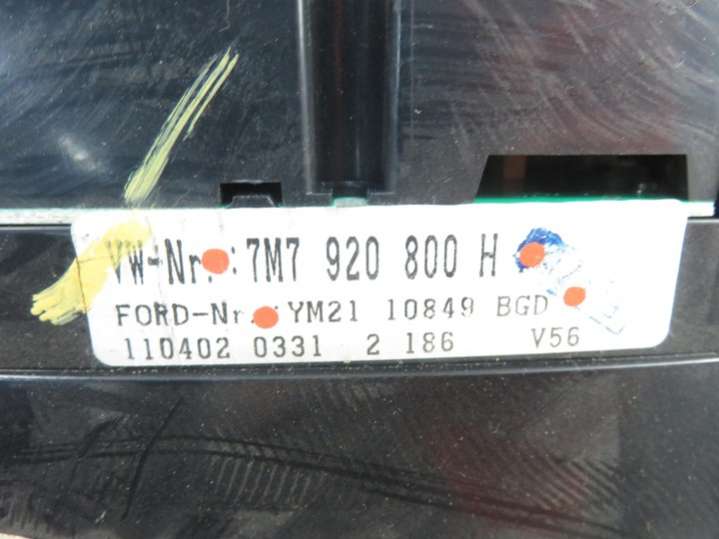 VW-Nr.:7M7 920 800 H
FORD-Nr.:YM21 10849 BGD
110402 0331 2 186 V56